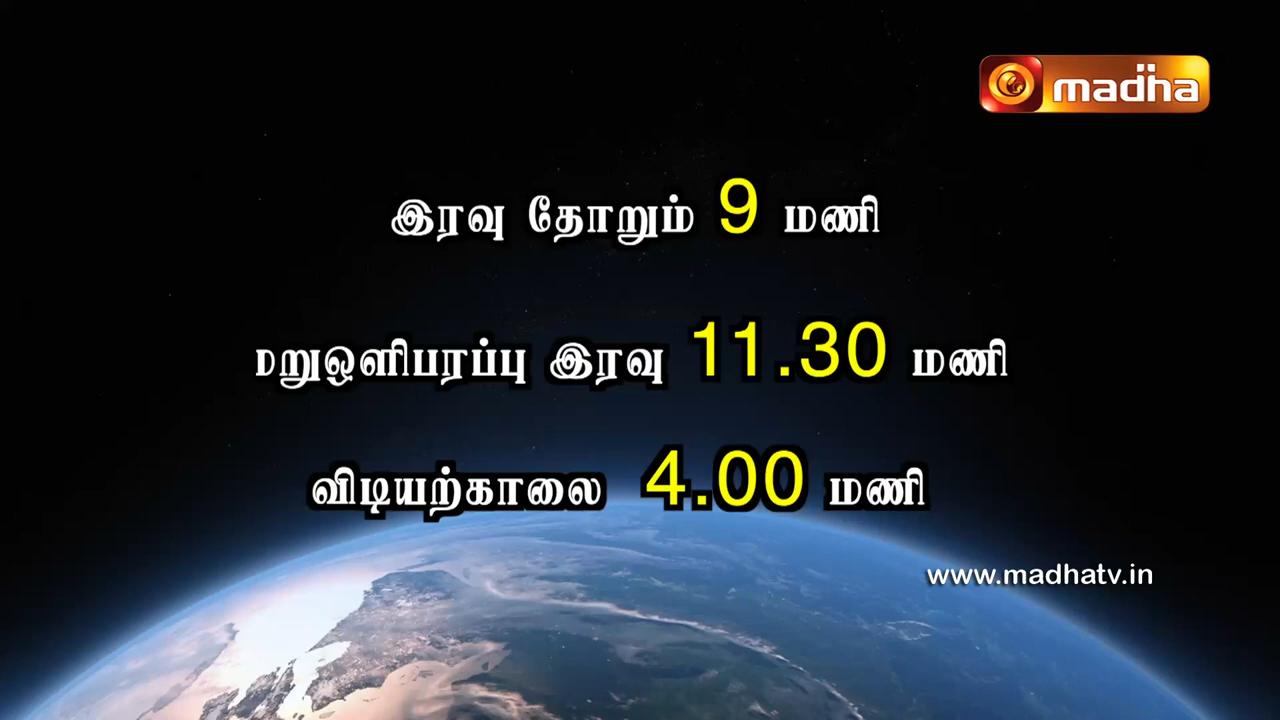 madha
இரவு தோறும் 9 மணி
மறுஒளிபரப்பு இரவு 11.30 மணி
விடியற்காலை 4.00 மணி
www.madhatv.in